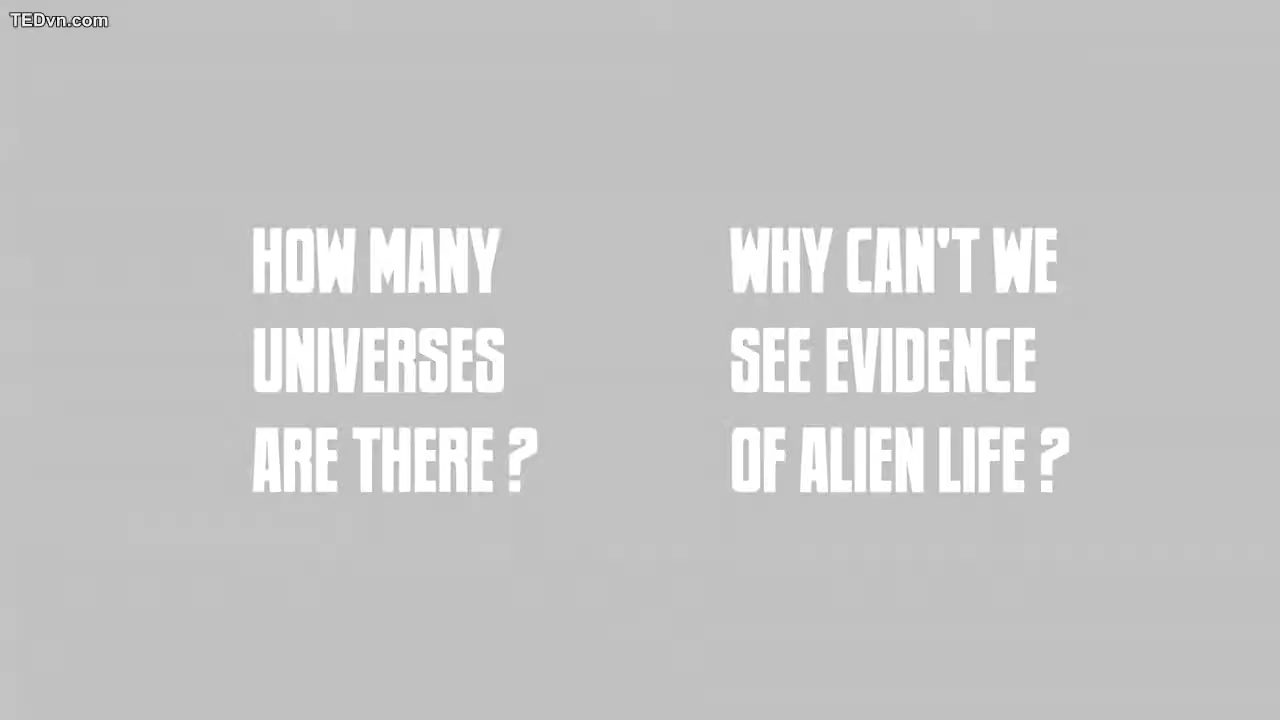 TEDvn.com
HOW MANY
UNIVERSES
ARE THERE ?
WHY CAN'T WE
SEE EVIDENCE
OF ALIEN LIFE ?